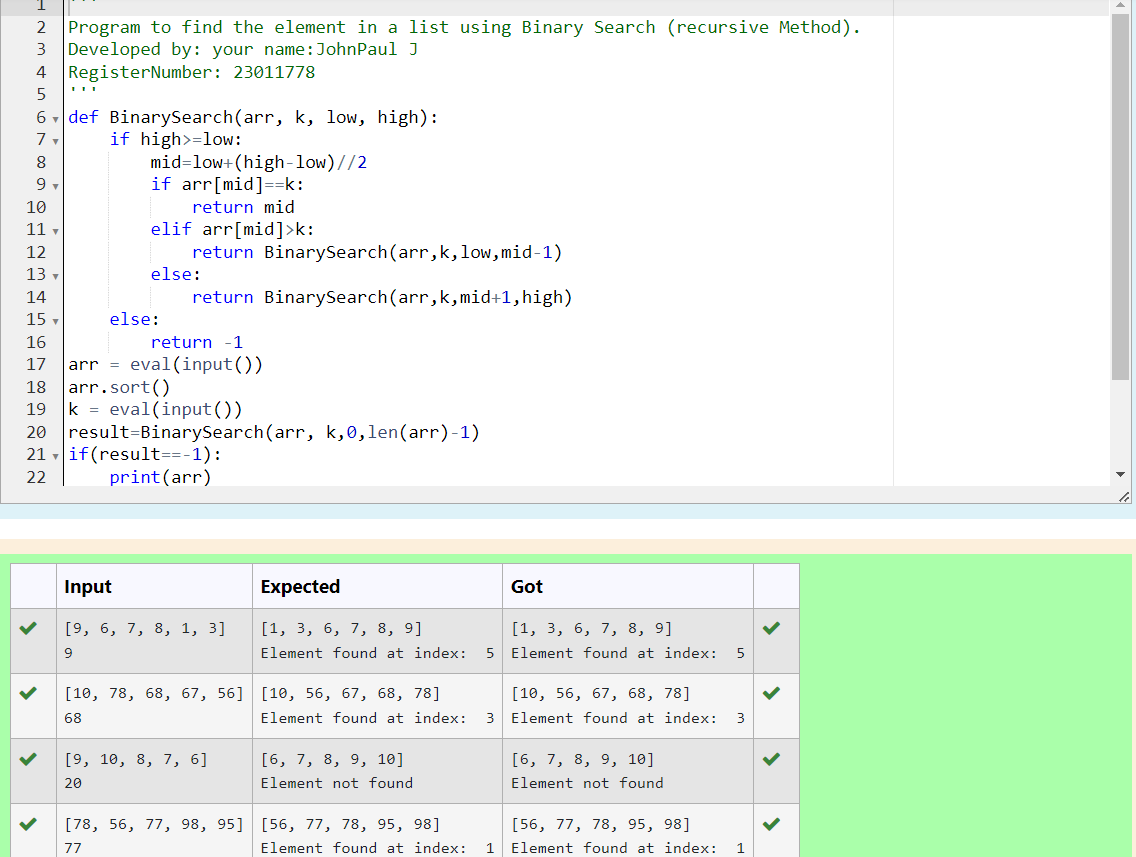 1 '''
2 Program to find the element in a list using Binary Search (recursive Method).
3 Developed by: your name:JohnPaul J
4 RegisterNumber: 23011778
5 '''
6 def BinarySearch(arr, k, low, high):
7 if high>=low:
8 mid=low+(high-low)//2
9 if arr[mid]==k:
10 return mid
11 elif arr[mid]>k:
12 return BinarySearch(arr,k,low,mid-1)
13 else:
14 return BinarySearch(arr,k,mid+1,high)
15 else:
16 return -1
17 arr = eval(input())
18 arr.sort()
19 k = eval(input())
20 result=BinarySearch(arr, k,0,len(arr)-1)
21 if(result==-1):
22 print(arr)
Input Expected Got
[9, 6, 7, 8, 1, 3] [1, 3, 6, 7, 8, 9] [1, 3, 6, 7, 8, 9]
9 Element found at index:  5 Element found at index:  5
[10, 78, 68, 67, 56] [10, 56, 67, 68, 78] [10, 56, 67, 68, 78]
68 Element found at index:  3 Element found at index:  3
[9, 10, 8, 7, 6] [6, 7, 8, 9, 10] [6, 7, 8, 9, 10]
20 Element not found Element not found
[78, 56, 77, 98, 95] [56, 77, 78, 95, 98] [56, 77, 78, 95, 98]
77 Element found at index:  1 Element found at index:  1